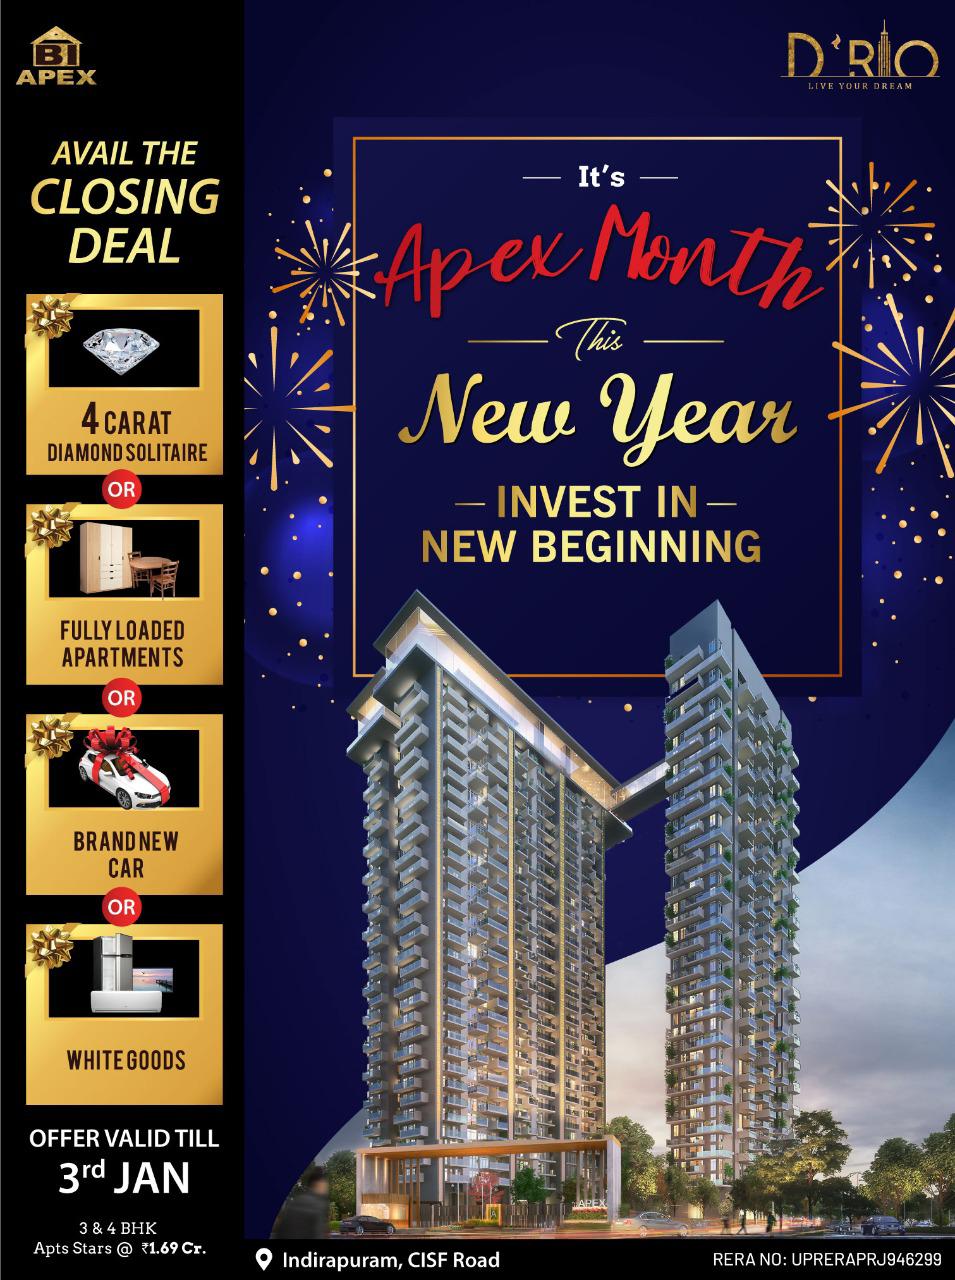 BI
APEX
D'RIO
LIVE YOUR DREAM
AVAIL THE
CLOSING
DEAL
4 CARAT
DIAMOND SOLITAIRE
OR
FULLY LOADED
APARTMENTS
OR
BRAND NEW
CAR
OR
WHITE GOODS
OFFER VALID TILL
3rd JAN
3 & 4 BHK
Apts Stars @ ₹1.69 Cr.
It's
Apex Month
This
New Year
INVEST IN
NEW BEGINNING
APEX
Indirapuram, CISF Road
RERA NO: UPRERAPRJ946299